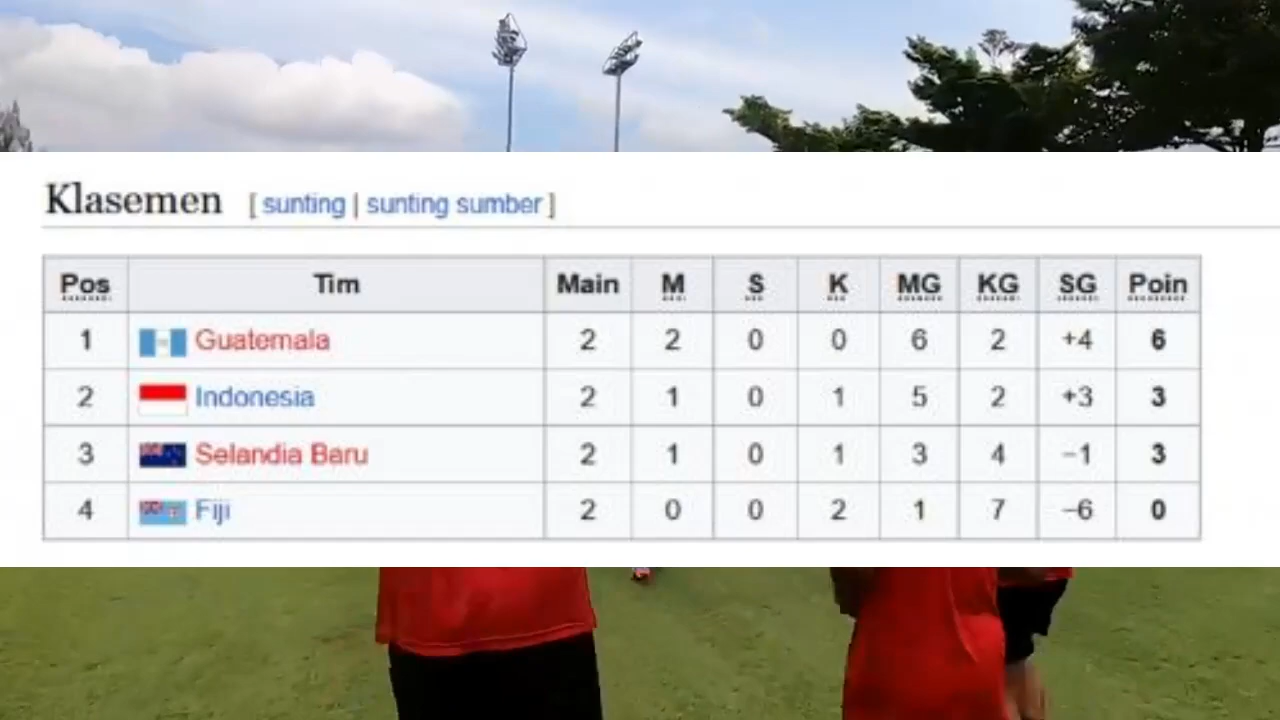 Klasemen [ sunting | sunting sumber ]
Pos Tim Main M S K MG KG SG Poin
1 Guatemala 2 2 0 0 6 2 +4 6
2 Indonesia 2 1 0 1 5 2 +3 3
3 Selandia Baru 2 1 0 1 3 4 −1 3
4 Fiji 2 0 0 2 1 7 −6 0